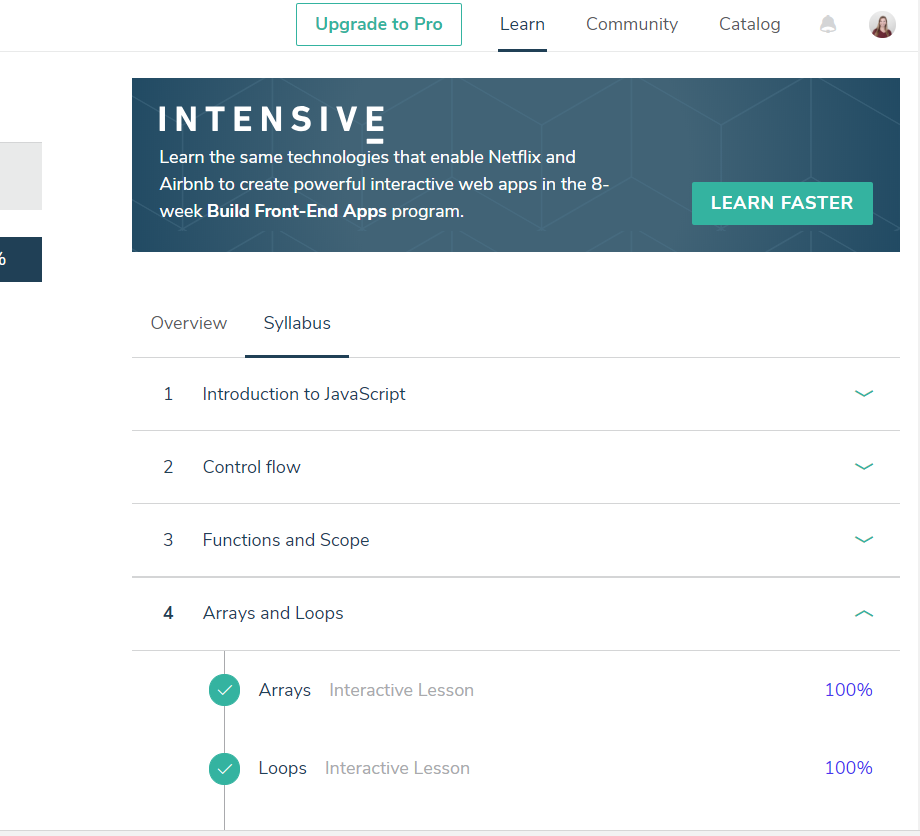 Upgrade to Pro
Learn
Community
Catalog
INTENSIVE
Learn the same technologies that enable Netflix and
Airbnb to create powerful interactive web apps in the 8-
week Build Front-End Apps program.
LEARN FASTER
%
Overview
Syllabus
1 Introduction to JavaScript
2 Control flow
3 Functions and Scope
4 Arrays and Loops
Arrays Interactive Lesson 100%
Loops Interactive Lesson 100%